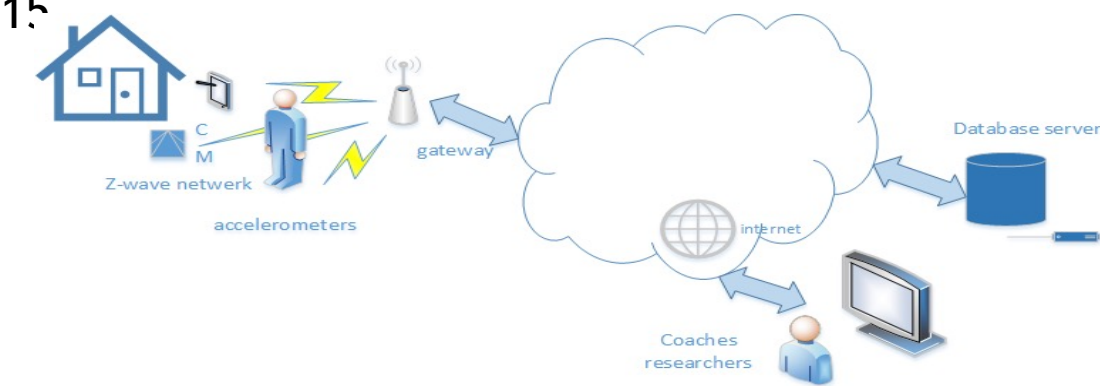 15
C
M
gateway
Z-wave netwerk
accelerometers
Database server
internet
Coaches
researchers